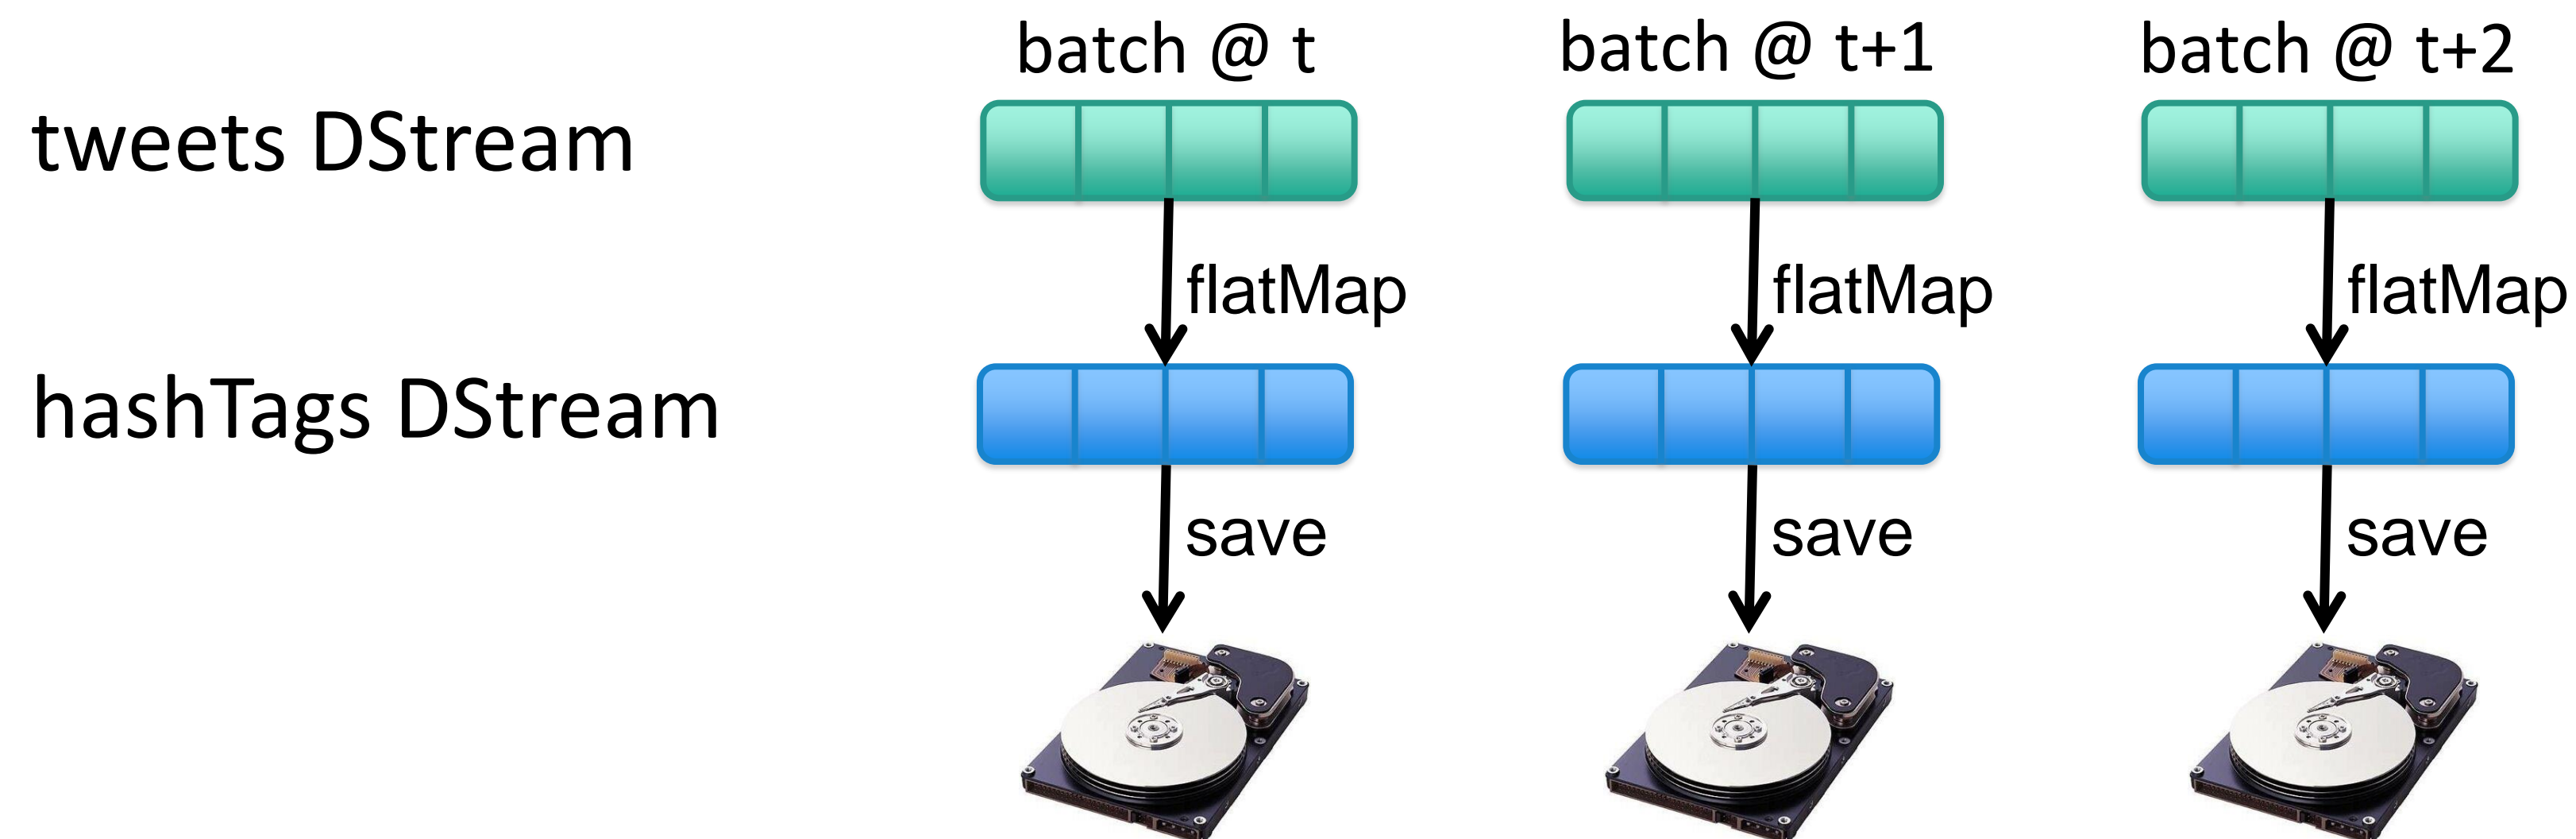 batch @ t
batch @ t+1
batch @ t+2
tweets DStream
flatMap
flatMap
flatMap
hashTags DStream
save
save
save